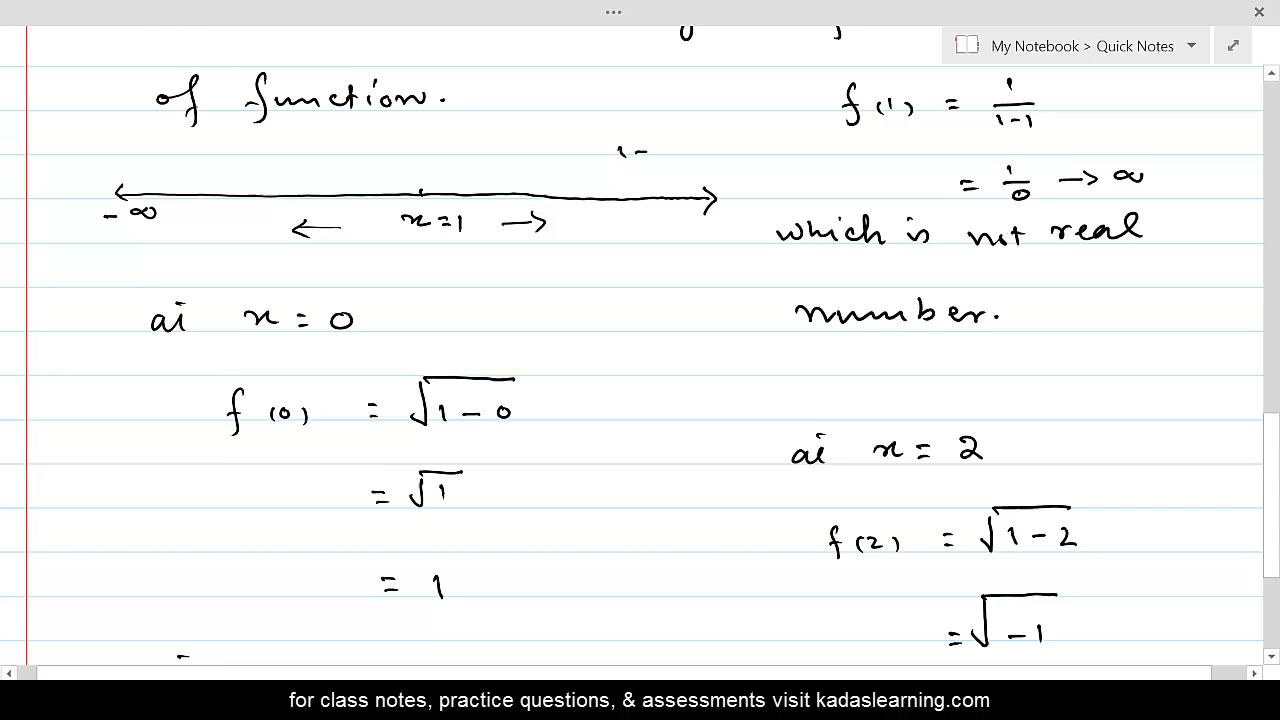 My Notebook > Quick Notes
of function.
f(1) = 1/(1-1)
1-
= 1/0 → ∞
- ∞
x=1
which is not real
number.
at x = 0
f(0) = √(1-0)
= √1
= 1
at x = 2
f(2) = √(1-2)
= √(-1)
for class notes, practice questions, & assessments visit kadaslearning.com